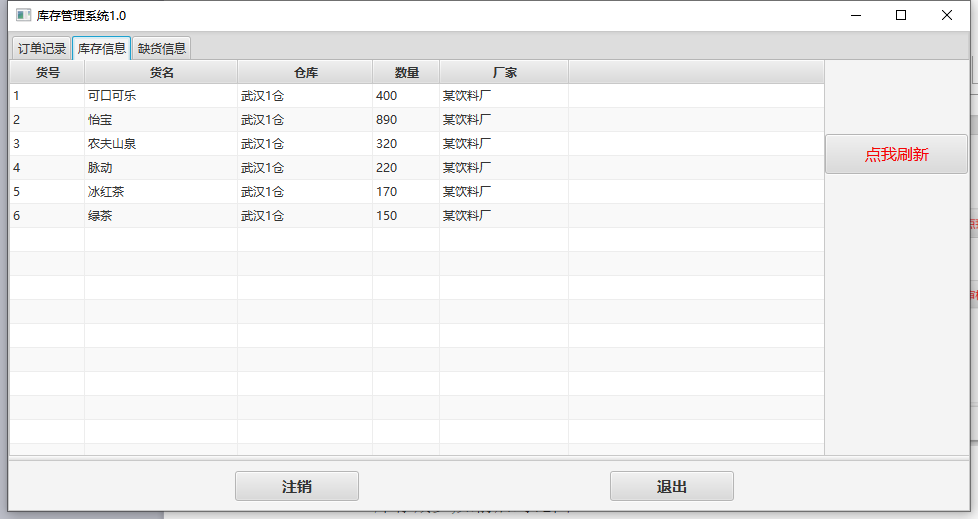 库存管理系统1.0
订单记录 库存信息 缺货信息
货号 货名 仓库 数量 厂家
1 可口可乐 武汉1仓 400 某饮料厂
2 怡宝 武汉1仓 890 某饮料厂
3 农夫山泉 武汉1仓 320 某饮料厂
4 脉动 武汉1仓 220 某饮料厂
5 冰红茶 武汉1仓 170 某饮料厂
6 绿茶 武汉1仓 150 某饮料厂
点我刷新
注销 退出